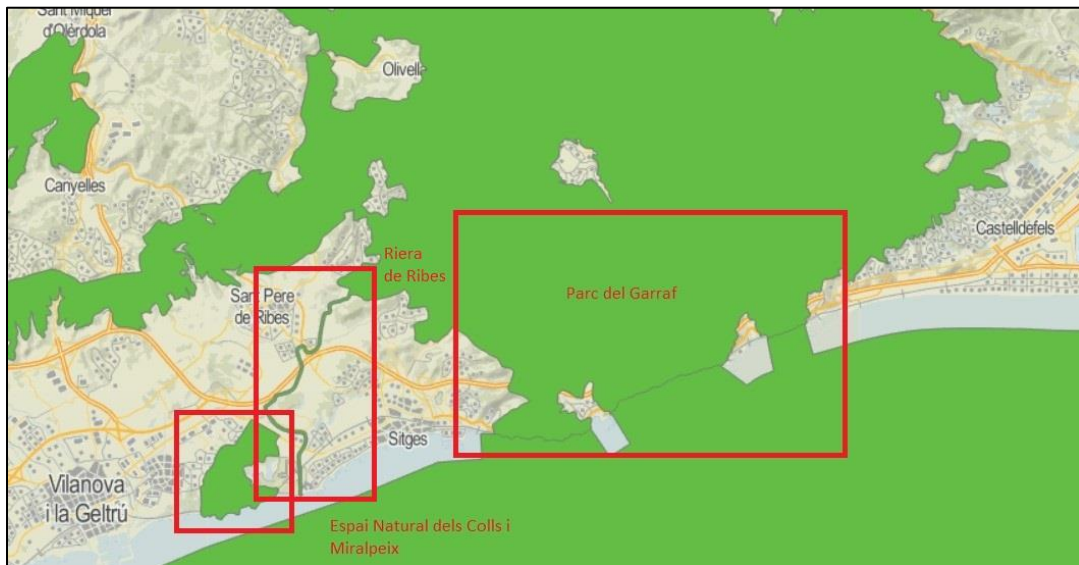 Sant Miquel
d'Olèrdola
Olivell
Canyelles
Castelldefels
Riera
de Ribes
Parc del Garraf
Sant Pere
de Ribes
Sitges
Vilanova
i la Geltrú
Espai Natural dels Colls i
Miralpeix